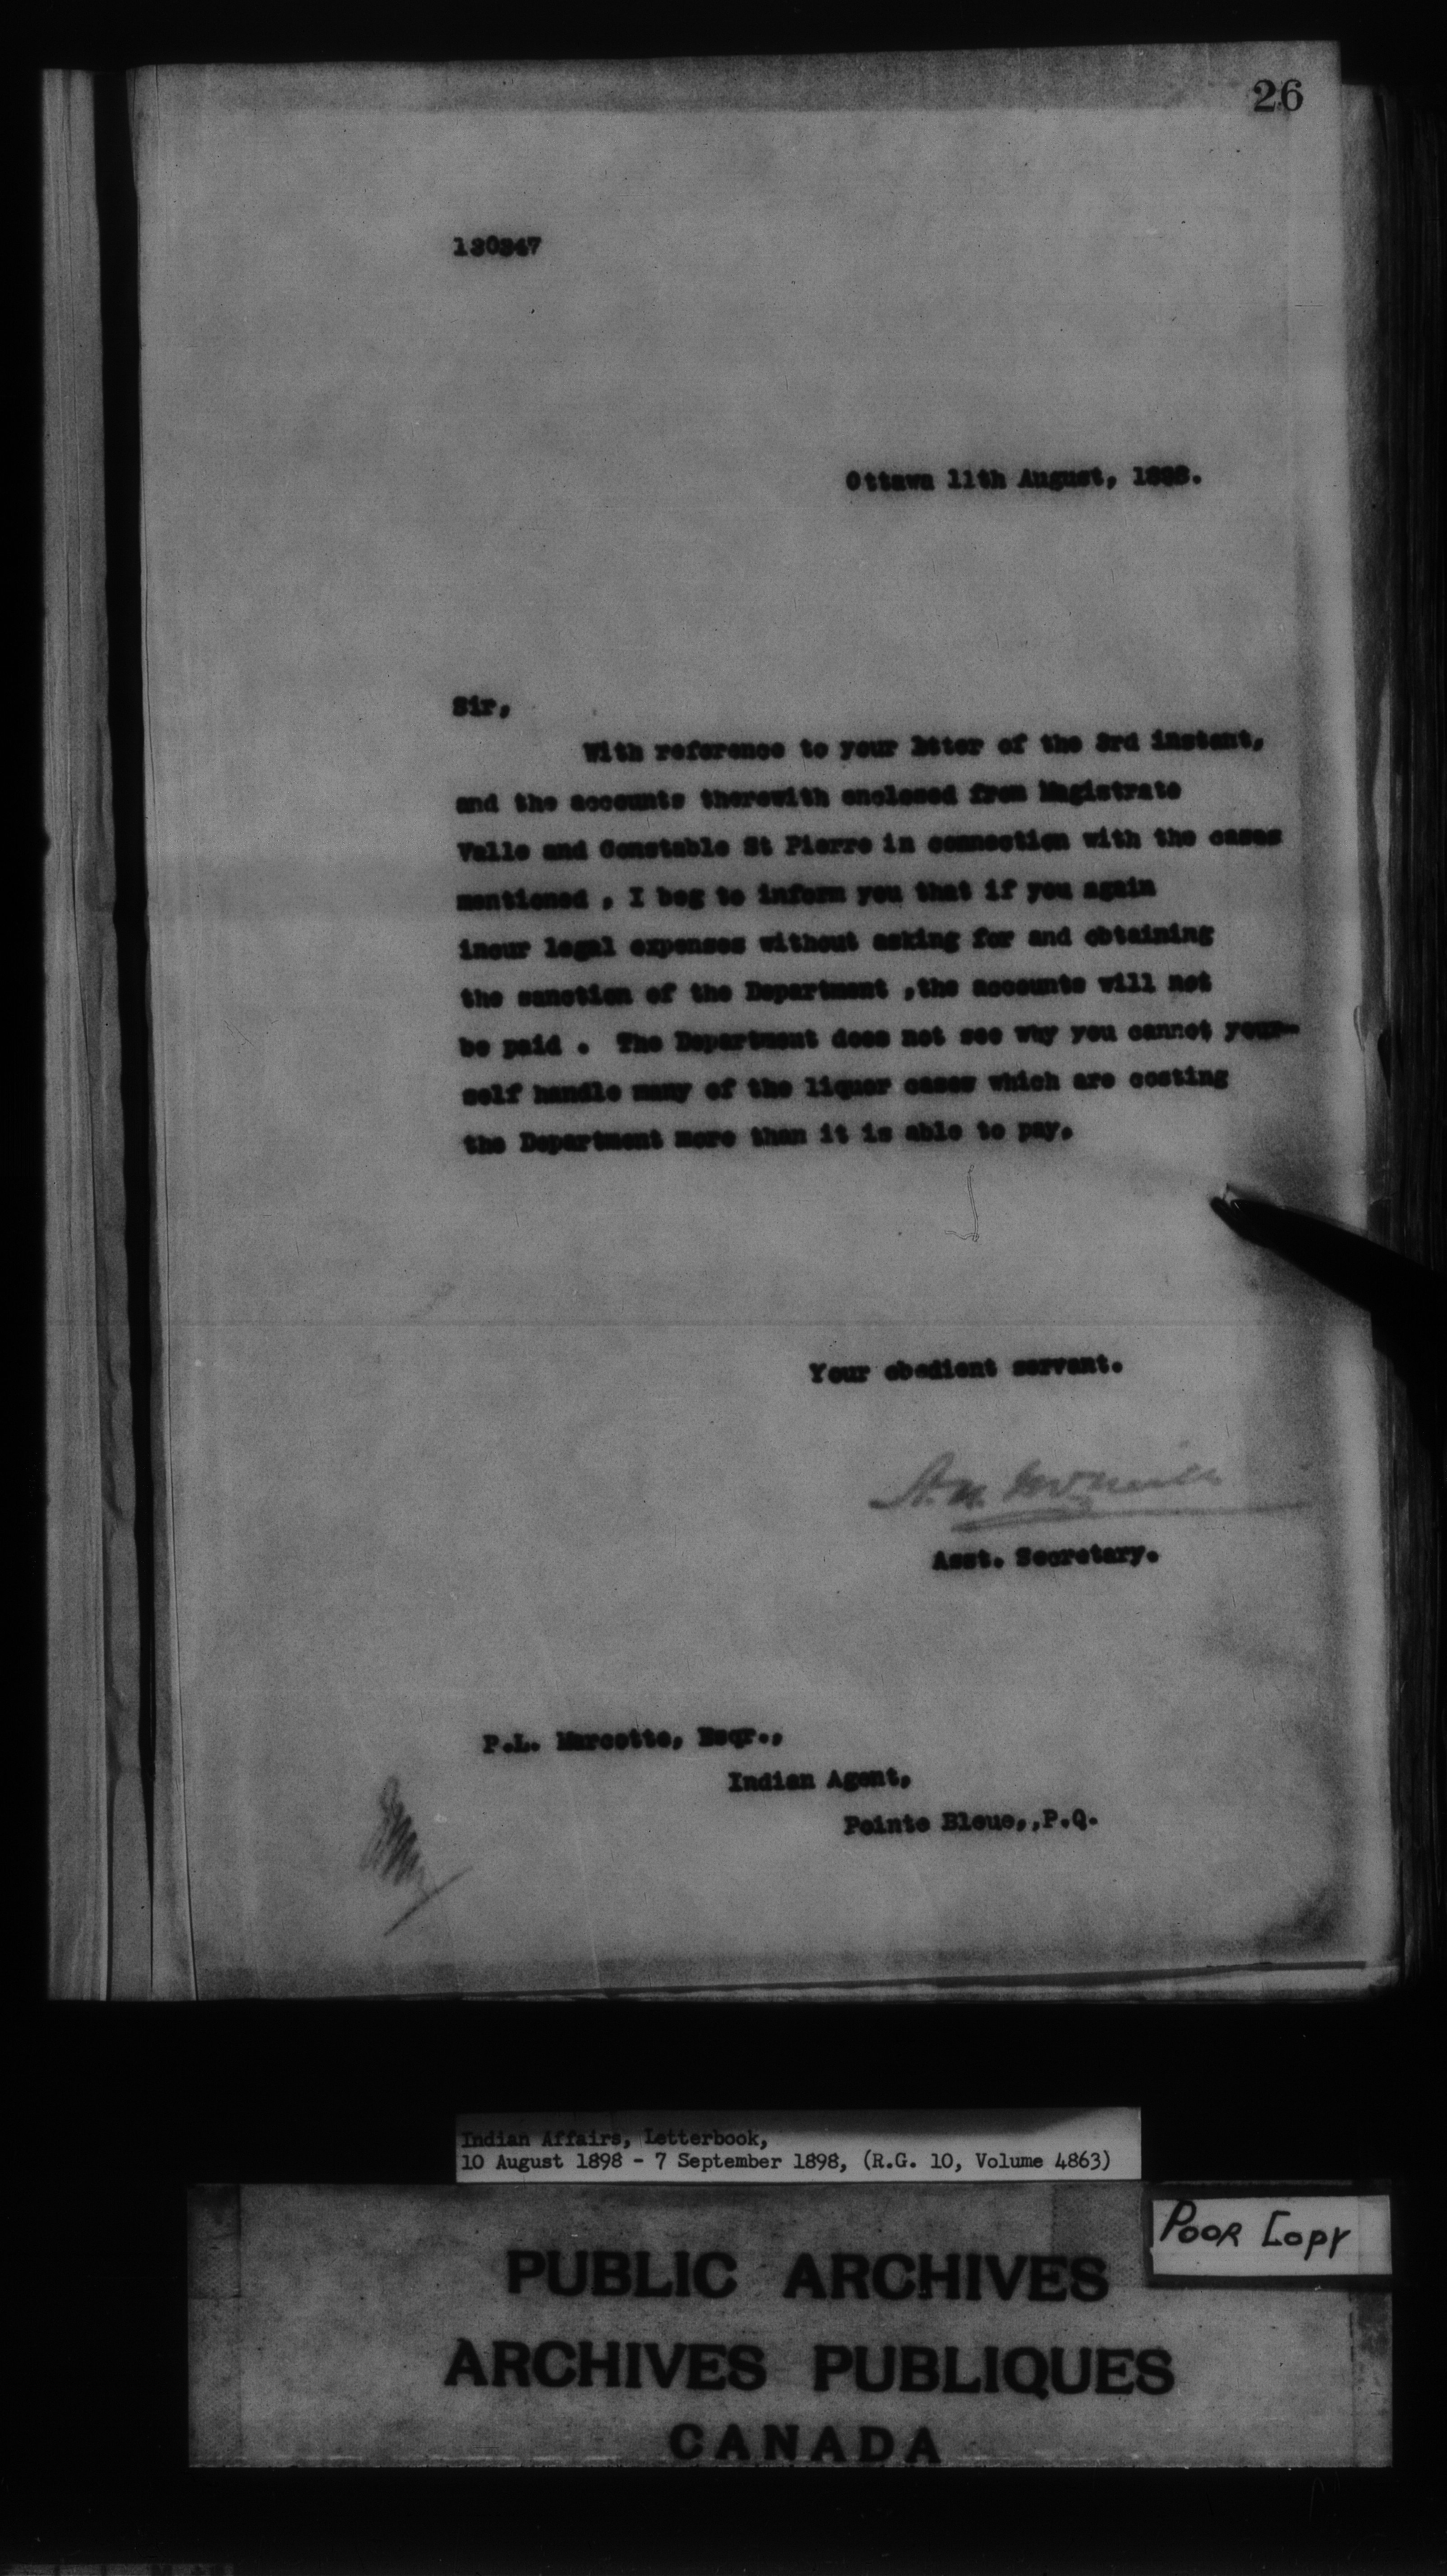 26
130347
Ottawa 11th August, 1898.
Sir,
With reference to your letter of the 3rd instant,
and the accounts therewith enclosed from Magistrate
Valle and Constable St Pierre in connection with the cases
mentioned , I beg to inform you that if you again
incur legal expenses without asking for and obtaining
the sanction of the Department ,the accounts will not
be paid . The Department does not see why you cannot your-
self handle many of the liquor cases which are costing
the Department more than it is able to pay.
Your obedient servant.
Asst. Secretary.
P.L. Marcotte, Esqr.,
Indian Agent,
Pointe Bleue,,P.Q.
Indian Affairs, Letterbook,
10 August 1898 - 7 September 1898, (R.G. 10, Volume 4863)
POOR COPY
PUBLIC ARCHIVES
ARCHIVES PUBLIQUES
CANADA